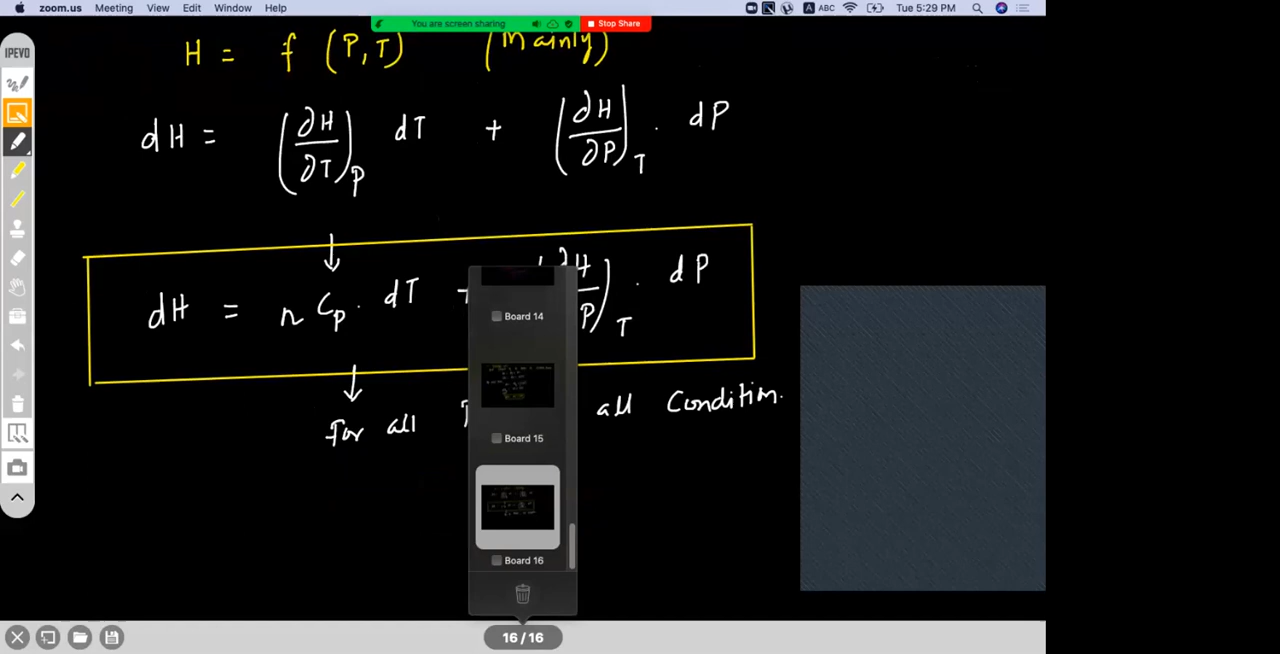 zoom.us Meeting View Edit Window Help
ABC Tue 5:29 PM
You are screen sharing Stop Share
IPEVO
H = f (P, T) (Mainly)
dH = (∂H/∂T)P dT + (∂H/∂P)T . dP
dH = n Cp . dT + (∂H/P)T . dP
For all all Condition.
Board 14
Board 15
Board 16
16 / 16